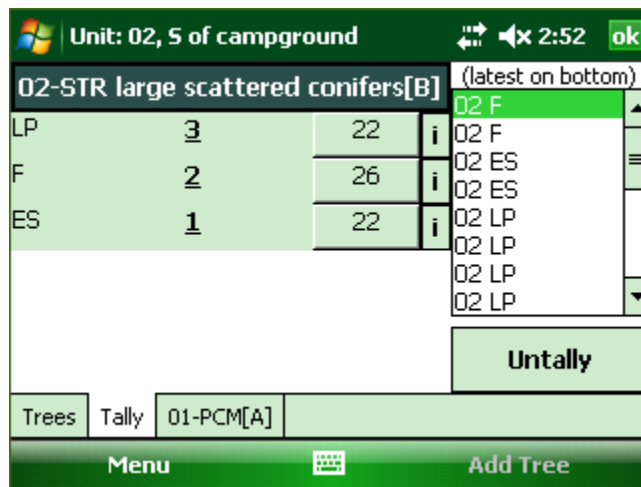 Unit: 02, S of campground 2:52 ok
02-STR large scattered conifers[B]
LP 3 22 i
F 2 26 i
ES 1 22 i
(latest on bottom)
02 F
02 F
02 ES
02 ES
02 LP
02 LP
02 LP
02 LP
Untally
Trees Tally 01-PCM[A]
Menu Add Tree